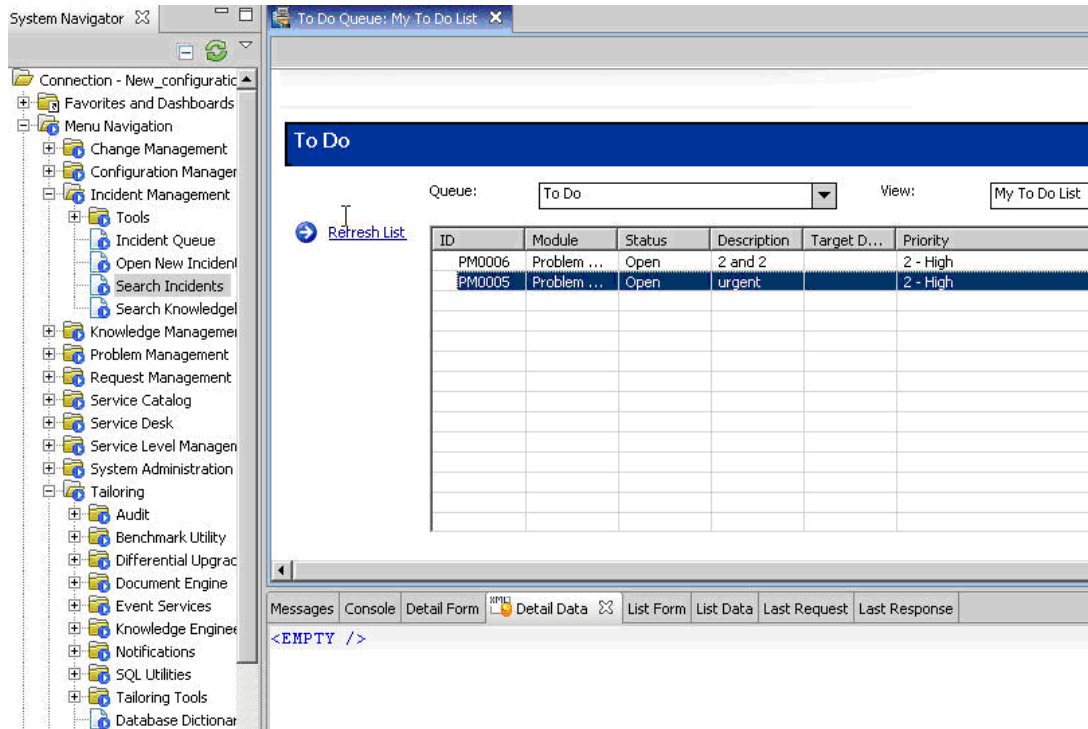 System Navigator
Connection - New_configuratic
Favorites and Dashboards
Menu Navigation
Change Management
Configuration Manager
Incident Management
Tools
Incident Queue
Open New Incident
Search Incidents
Search Knowledgel
Knowledge Managemei
Problem Management
Request Management
Service Catalog
Service Desk
Service Level Managen
System Administration
Tailoring
Audit
Benchmark Utility
Differential Upgrac
Document Engine
Event Services
Knowledge Enginee
Notifications
SQL Utilities
Tailoring Tools
Database Dictionar
To Do Queue: My To Do List
To Do
Queue: To Do View: My To Do List
Refresh List
ID Module Status Description Target D... Priority
PM0006 Problem ... Open 2 and 2 2 - High
PM0005 Problem ... Open urgent 2 - High
Messages Console Detail Form XML Detail Data List Form List Data Last Request Last Response
<EMPTY />